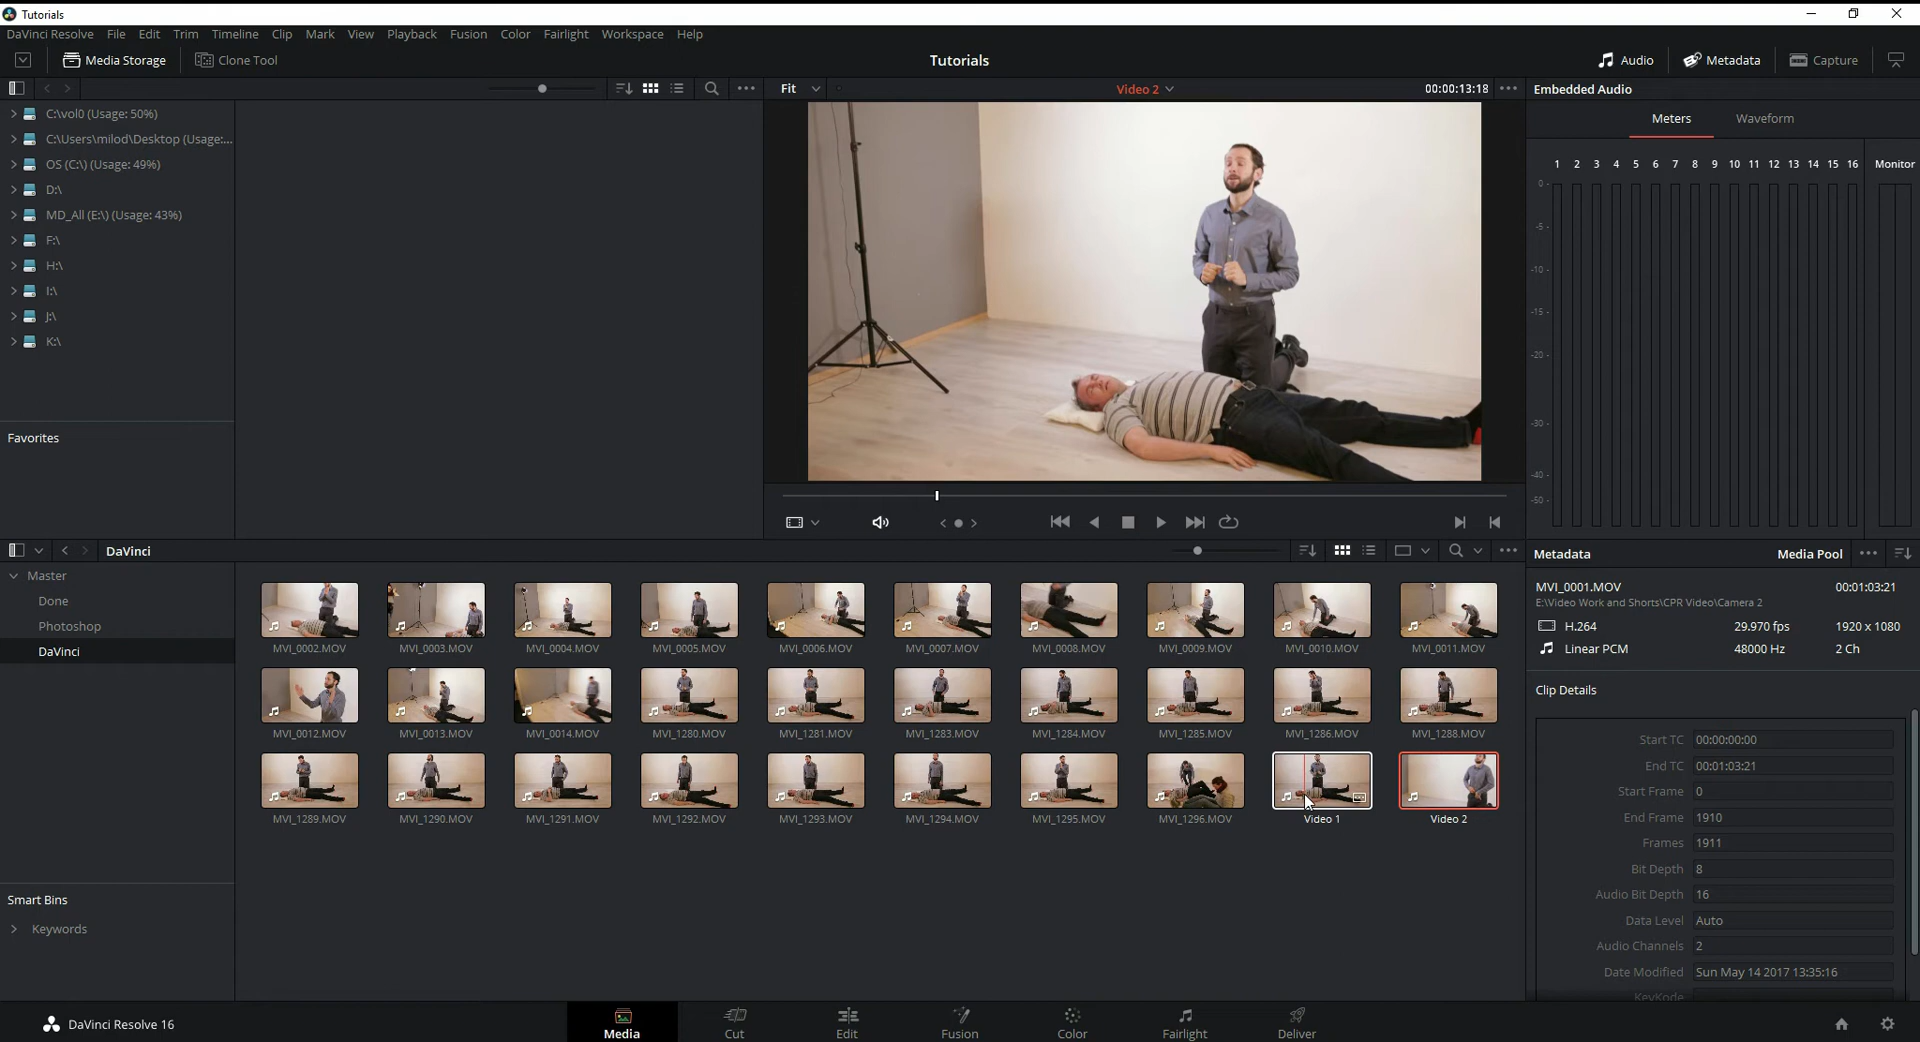 Tutorials
DaVinci Resolve File Edit Trim Timeline Clip Mark View Playback Fusion Color Fairlight Workspace Help
Media Storage Clone Tool Tutorials Audio Metadata Capture
Fit Video 2 00:00:13:18 Embedded Audio
C:\vol0 (Usage: 50%)
C:\Users\milod\Desktop (Usage:...
OS (C:\) (Usage: 49%)
D:\
MD_All (E:\) (Usage: 43%)
F:\
H:\
I:\
J:\
K:\
Favorites
Meters Waveform
1 2 3 4 5 6 7 8 9 10 11 12 13 14 15 16 Monitor
0
-5
-10
-15
-20
-30
-40
-50
DaVinci
Master
Done
Photoshop
DaVinci
Smart Bins
Keywords
MVI_0002.MOV MVI_0003.MOV MVI_0004.MOV MVI_0005.MOV MVI_0006.MOV MVI_0007.MOV MVI_0008.MOV MVI_0009.MOV MVI_0010.MOV MVI_0011.MOV
MVI_0012.MOV MVI_0013.MOV MVI_0014.MOV MVI_1280.MOV MVI_1281.MOV MVI_1283.MOV MVI_1284.MOV MVI_1285.MOV MVI_1286.MOV MVI_1288.MOV
MVI_1289.MOV MVI_1290.MOV MVI_1291.MOV MVI_1292.MOV MVI_1293.MOV MVI_1294.MOV MVI_1295.MOV MVI_1296.MOV Video 1 Video 2
Metadata Media Pool
MVI_0001.MOV 00:01:03:21
E:\Video Work and Shorts\CPR Video\Camera 2
H.264 29.970 fps 1920 x 1080
Linear PCM 48000 Hz 2 Ch
Clip Details
Start TC 00:00:00:00
End TC 00:01:03:21
Start Frame 0
End Frame 1910
Frames 1911
Bit Depth 8
Audio Bit Depth 16
Data Level Auto
Audio Channels 2
Date Modified Sun May 14 2017 13:35:16
KeyKode
DaVinci Resolve 16 Media Cut Edit Fusion Color Fairlight Deliver